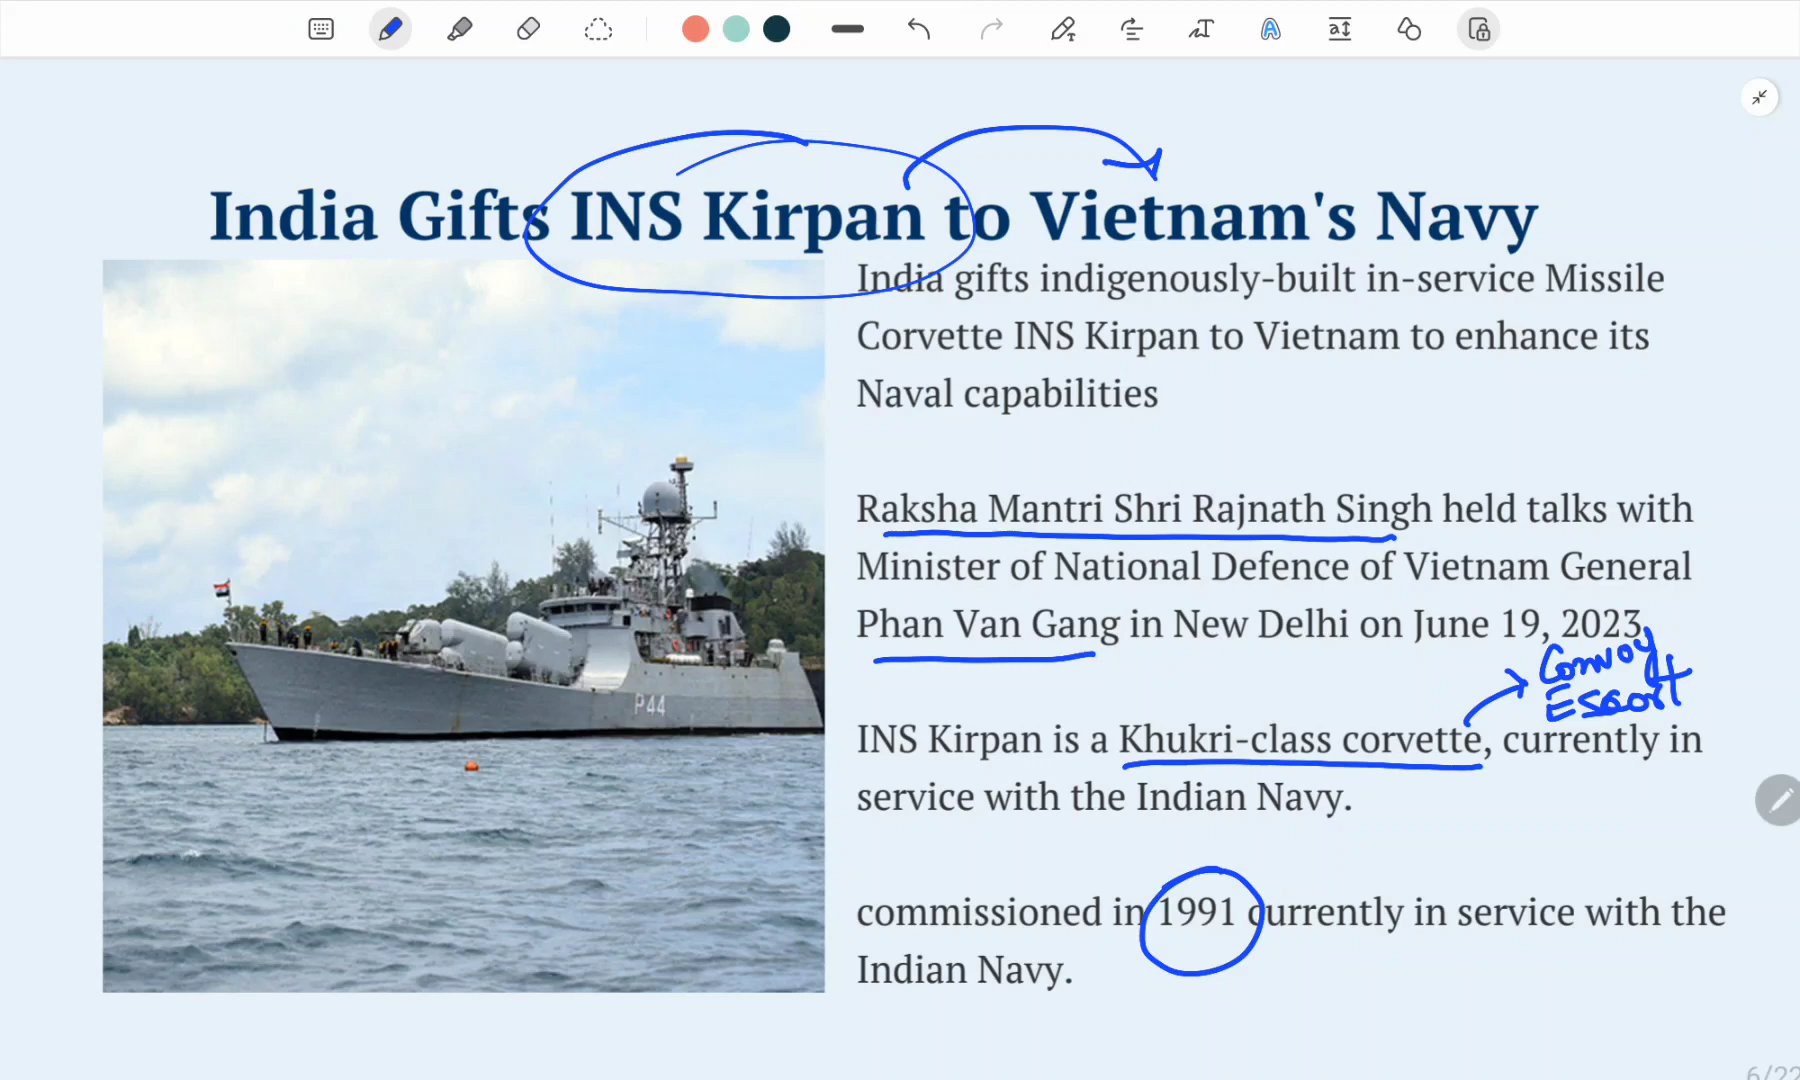 India Gifts INS Kirpan to Vietnam's Navy
India gifts indigenously-built in-service Missile
Corvette INS Kirpan to Vietnam to enhance its
Naval capabilities
Raksha Mantri Shri Rajnath Singh held talks with
Minister of National Defence of Vietnam General
Phan Van Gang in New Delhi on June 19, 2023.
Convoy
Escort
INS Kirpan is a Khukri-class corvette, currently in
service with the Indian Navy.
commissioned in 1991 currently in service with the
Indian Navy.
P44
6/22